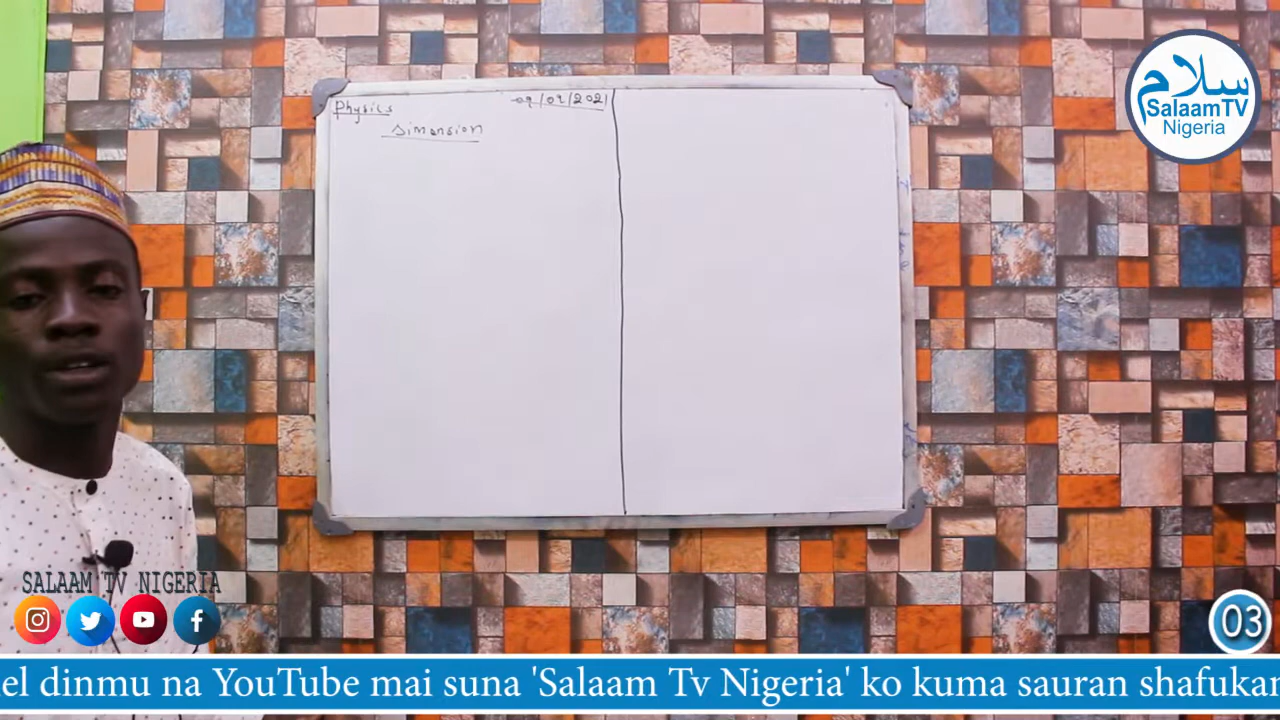 Physics
09/02/2021
Dimension
سلام
SalaamTV
Nigeria
SALAAM TV NIGERIA
03
el dinmu na YouTube mai suna 'Salaam Tv Nigeria' ko kuma sauran shafukan